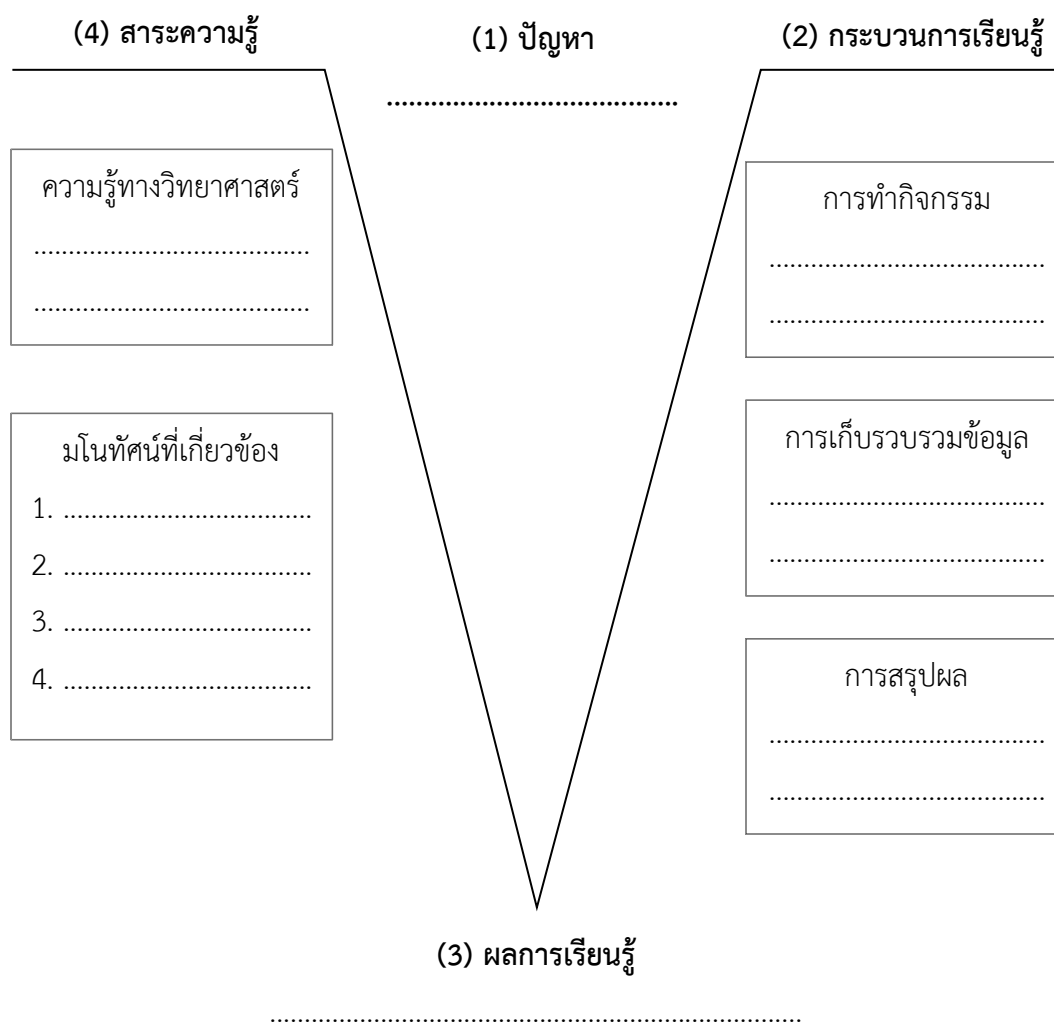 (4) สาระความรู้
(1) ปัญหา
(2) กระบวนการเรียนรู้
........................................
ความรู้ทางวิทยาศาสตร์
........................................
........................................
มโนทัศน์ที่เกี่ยวข้อง
1. ....................................
2. ....................................
3. ....................................
4. ....................................
การทำกิจกรรม
........................................
........................................
การเก็บรวบรวมข้อมูล
........................................
........................................
การสรุปผล
........................................
........................................
(3) ผลการเรียนรู้
..............................................................................